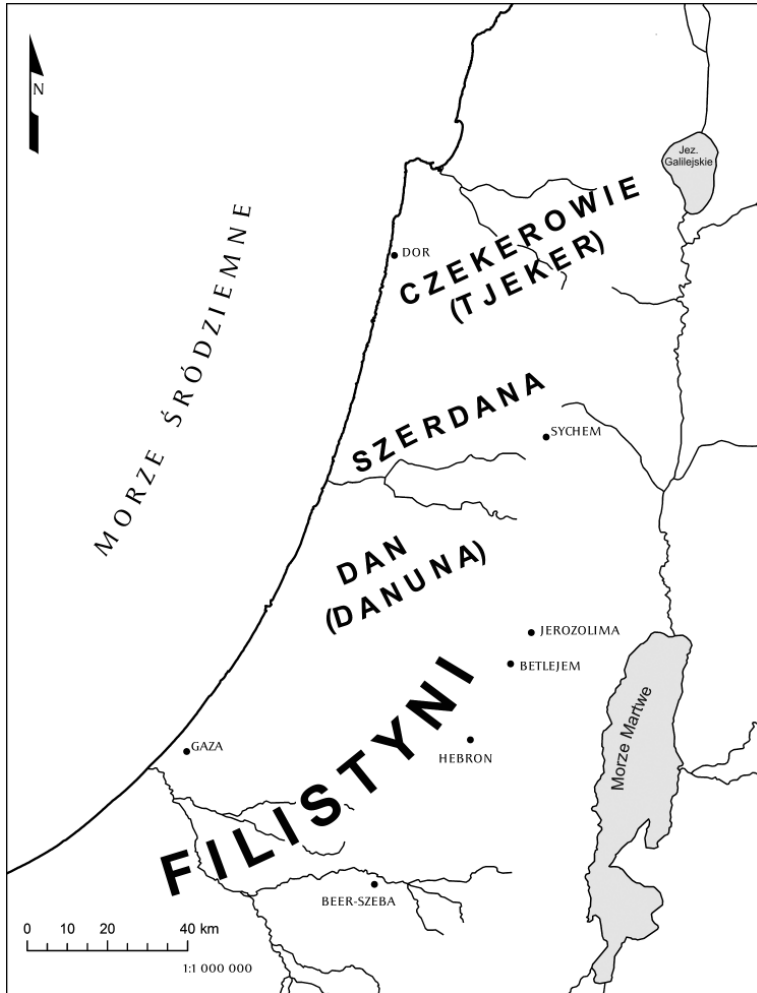 N
Jez.
Galilejskie
MORZE ŚRÓDZIEMNE
DOR
CZEKEROWIE
(TJEKER)
SZERDANA
SYCHEM
DAN
(DANUNA)
JEROZOLIMA
BETLEJEM
FILISTYNI
Morze Martwe
GAZA
HEBRON
BEER-SZEBA
0 10 20 40 km
1:1 000 000